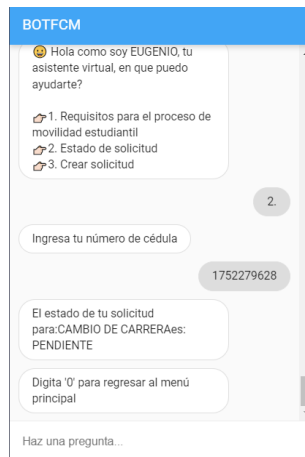 BOTFCM
😉 Hola como soy EUGENIO, tu
asistente virtual, en que puedo
ayudarte?
👉1. Requisitos para el proceso de
movilidad estudiantil
👉2. Estado de solicitud
👉3. Crear solicitud
2.
Ingresa tu número de cédula
1752279628
El estado de tu solicitud
para:CAMBIO DE CARRERAes:
PENDIENTE
Digita '0' para regresar al menú
principal
Haz una pregunta...